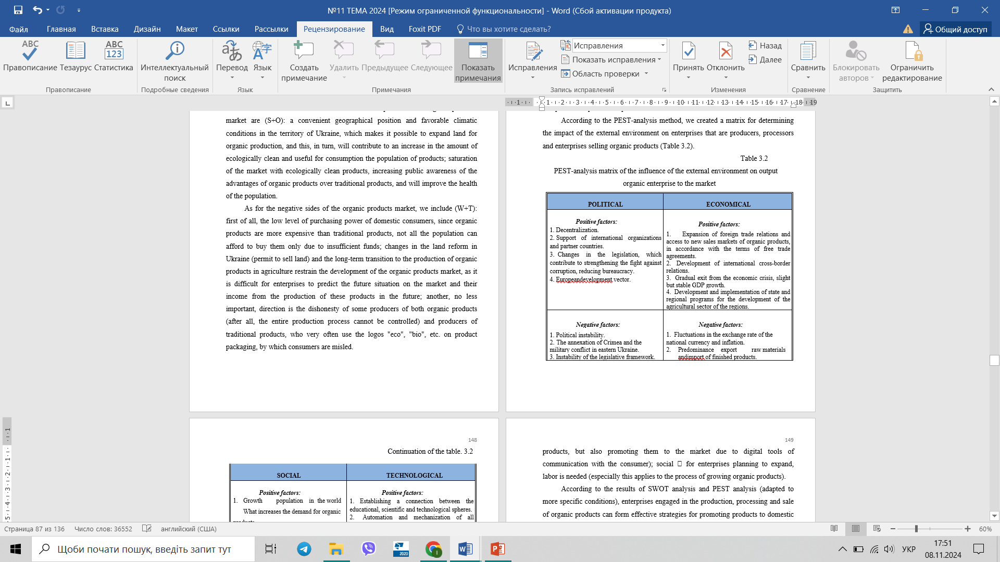 №11 ТЕМА 2024 [Режим ограниченной функциональности] - Word (Сбой активации продукта)
Файл Главная Вставка Дизайн Макет Ссылки Рассылки Рецензирование Вид Foxit PDF Что вы хотите сделать? Общий доступ
Правописание Тезаурус Статистика
Правописание
Интеллектуальный
поиск
Подробные сведения
Перевод Язык
Язык
Создать
примечание
Удалить Предыдущее Следующее
Показать
примечания
Примечания
Исправления
Исправления
Показать исправления
Область проверки
Запись исправлений
Принять Отклонить
Назад
Далее
Изменения
Сравнить
Сравнение
Блокировать
авторов
Ограничить
редактирование
Защитить
market are (S+O): a convenient geographical position and favorable climatic
conditions in the territory of Ukraine, which makes it possible to expand land for
organic production, and this, in turn, will contribute to an increase in the amount of
ecologically clean and useful for consumption the population of products; saturation
of the market with ecologically clean products, increasing public awareness of the
advantages of organic products over traditional products, and will improve the health
of the population.
As for the negative sides of the organic products market, we include (W+T):
first of all, the low level of purchasing power of domestic consumers, since organic
products are more expensive than traditional products, not all the population can
afford to buy them only due to insufficient funds; changes in the land reform in
Ukraine (permit to sell land) and the long-term transition to the production of organic
products in agriculture restrain the development of the organic products market, as it
is difficult for enterprises to predict the future situation on the market and their
income from the production of these products in the future; another, no less
important, direction is the dishonesty of some producers of both organic products
(after all, the entire production process cannot be controlled) and producers of
traditional products, who very often use the logos "eco", "bio", etc. on product
packaging, by which consumers are misled.
According to the PEST-analysis method, we created a matrix for determining
the impact of the external environment on enterprises that are producers, processors
and enterprises selling organic products (Table 3.2).
Table 3.2
PEST-analysis matrix of the influence of the external environment on output
organic enterprise to the market
POLITICAL
Positive factors:
1. Decentralization.
2. Support of international organizations
and partner countries.
3. Changes in the legislation, which
contribute to strengthening the fight against
corruption, reducing bureaucracy.
4. Europeandevelopment vector.
ECONOMICAL
Positive factors:
1. Expansion of foreign trade relations and
access to new sales markets of organic products,
in accordance with the terms of free trade
agreements.
2. Development of international cross-border
relations.
3. Gradual exit from the economic crisis, slight
but stable GDP growth.
4. Development and implementation of state and
regional programs for the development of the
agricultural sector of the regions.
Negative factors:
1. Political instability.
2. The annexation of Crimea and the
military conflict in eastern Ukraine.
3. Instability of the legislative framework.
Negative factors:
1. Fluctuations in the exchange rate of the
national currency and inflation.
2. Predominance export raw materials
andimport of finished products.
148
Continuation of the table. 3.2
SOCIAL
Positive factors:
1. Growth population in the world
What increases the demand for organic
TECHNOLOGICAL
Positive factors:
1. Establishing a connection between the
educational, scientific and technological spheres.
2. Automation and mechanization of all
149
products, but also promoting them to the market due to digital tools of
communication with the consumer); social □ for enterprises planning to expand,
labor is needed (especially this applies to the process of growing organic products).
According to the results of SWOT analysis and PEST analysis (adapted to
more specific conditions), enterprises engaged in the production, processing and sale
of organic products can form effective strategies for promoting products to domestic
Страница 87 из 136 Число слов: 36552 английский (США) 60%
Щоби почати пошук, введіть запит тут
2020
УКР
17:51
08.11.2024